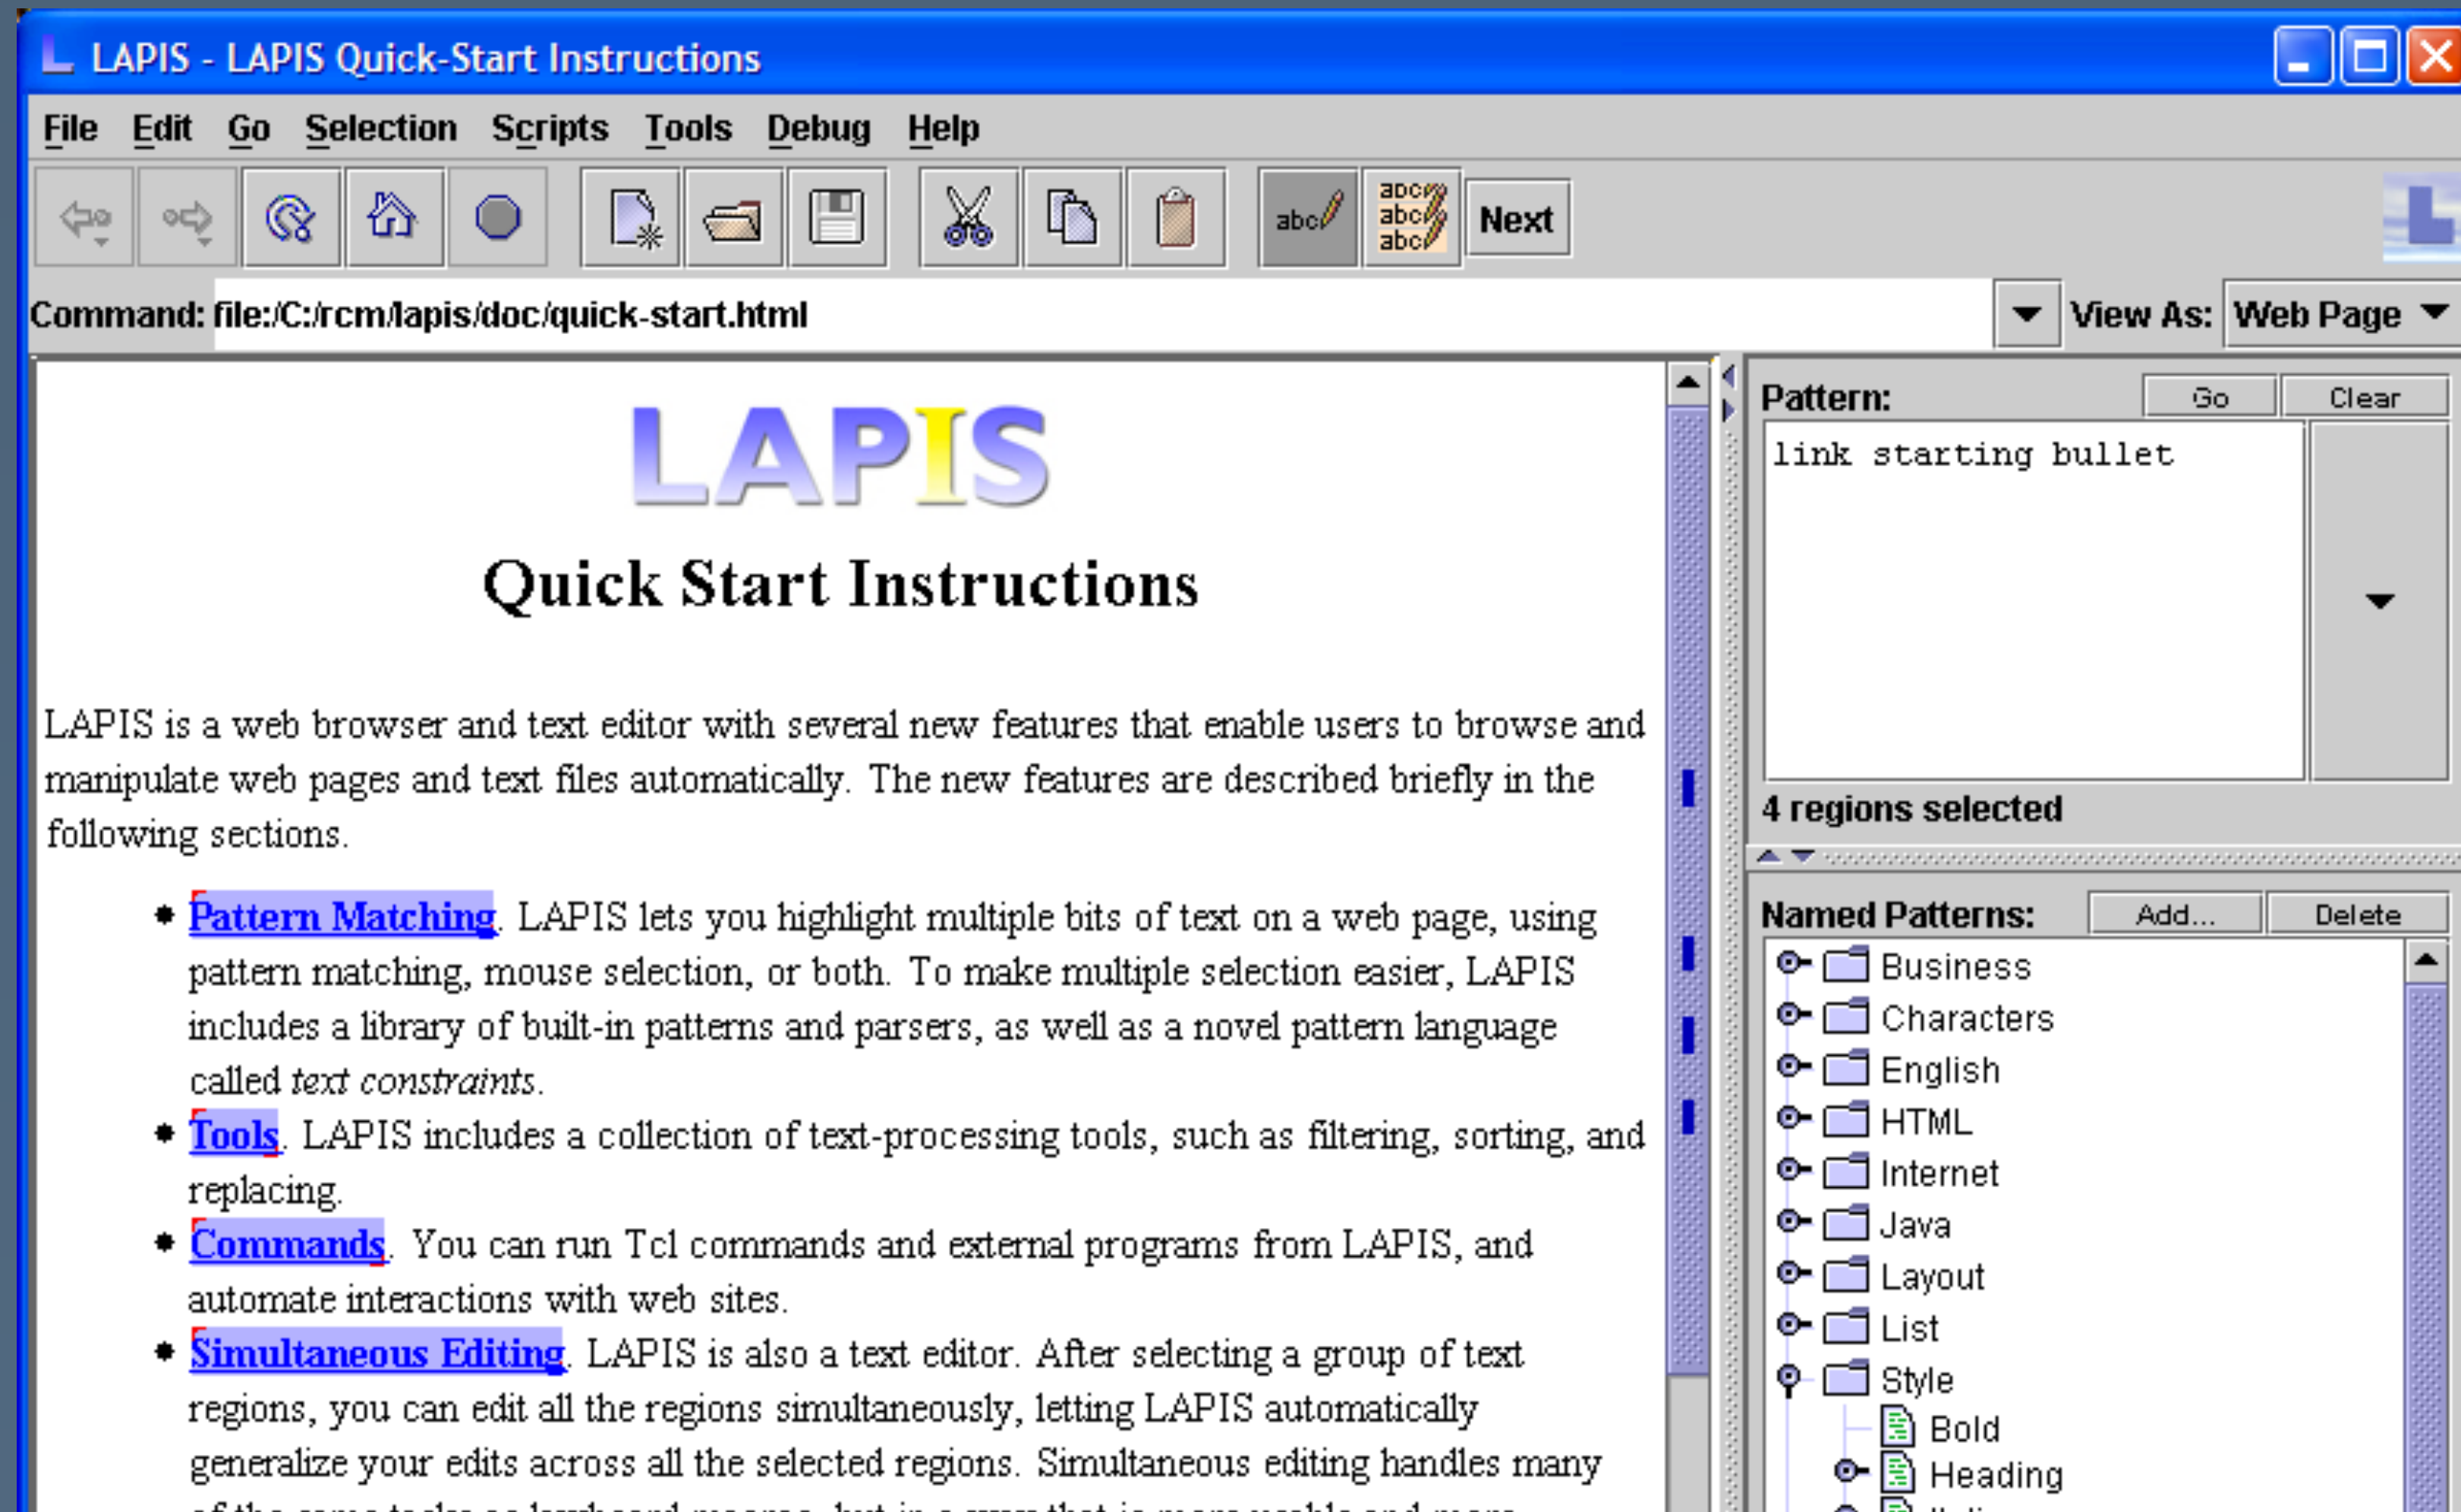 LAPIS - LAPIS Quick-Start Instructions
File Edit Go Selection Scripts Tools Debug Help
abc abc abc abc Next
Command: file:/C:/rcm/lapis/doc/quick-start.html View As: Web Page
LAPIS
Quick Start Instructions
LAPIS is a web browser and text editor with several new features that enable users to browse and
manipulate web pages and text files automatically. The new features are described briefly in the
following sections.
Pattern Matching. LAPIS lets you highlight multiple bits of text on a web page, using
pattern matching, mouse selection, or both. To make multiple selection easier, LAPIS
includes a library of built-in patterns and parsers, as well as a novel pattern language
called text constraints.
Tools. LAPIS includes a collection of text-processing tools, such as filtering, sorting, and
replacing.
Commands. You can run Tcl commands and external programs from LAPIS, and
automate interactions with web sites.
Simultaneous Editing. LAPIS is also a text editor. After selecting a group of text
regions, you can edit all the regions simultaneously, letting LAPIS automatically
generalize your edits across all the selected regions. Simultaneous editing handles many
Pattern: Go Clear
link starting bullet
4 regions selected
Named Patterns: Add... Delete
Business
Characters
English
HTML
Internet
Java
Layout
List
Style
Bold
Heading